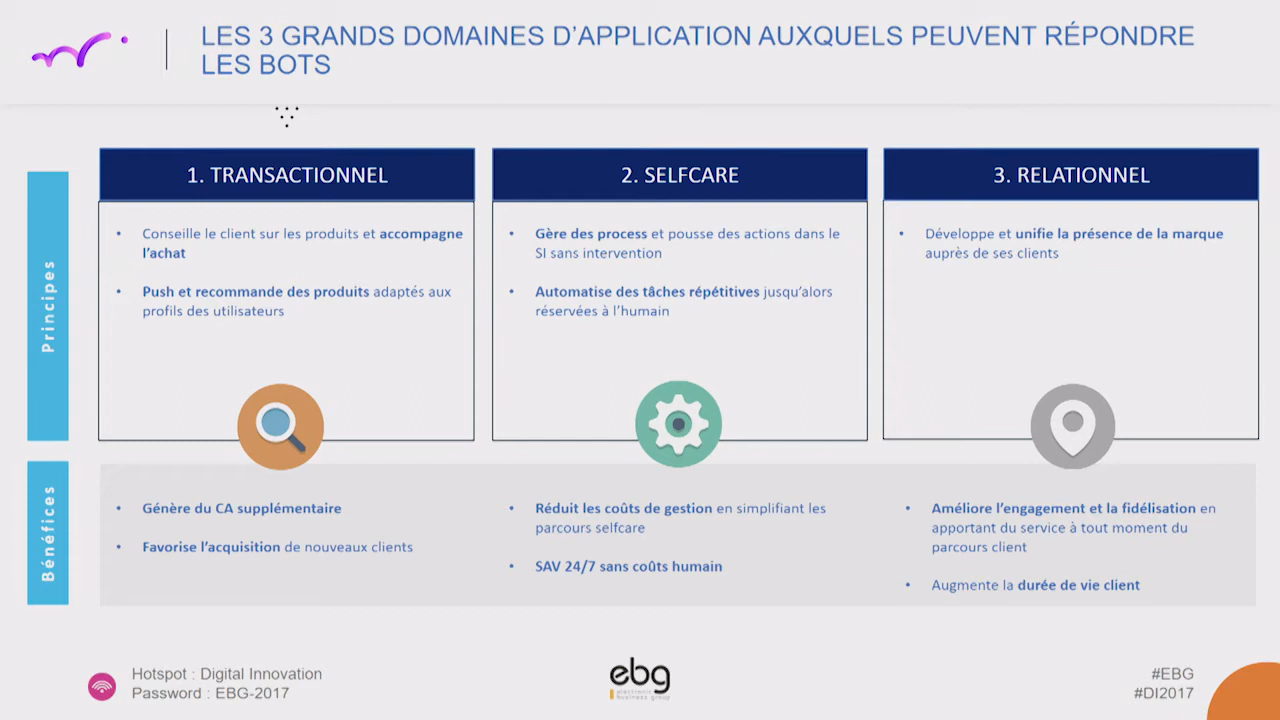 LES 3 GRANDS DOMAINES D'APPLICATION AUXQUELS PEUVENT RÉPONDRE
LES BOTS
1. TRANSACTIONNEL
2. SELFCARE
3. RELATIONNEL
Principes
• Conseille le client sur les produits et accompagne
l'achat
• Push et recommande des produits adaptés aux
profils des utilisateurs
• Gère des process et pousse des actions dans le
SI sans intervention
• Automatise des tâches répétitives jusqu'alors
réservées à l'humain
• Développe et unifie la présence de la marque
auprès de ses clients
Bénéfices
• Génère du CA supplémentaire
• Favorise l'acquisition de nouveaux clients
• Réduit les coûts de gestion en simplifiant les
parcours selfcare
• SAV 24/7 sans coûts humain
• Améliore l'engagement et la fidélisation en
apportant du service à tout moment du
parcours client
• Augmente la durée de vie client
Hotspot : Digital Innovation
Password : EBG-2017
ebg
electronic
business group
#EBG
#DI2017